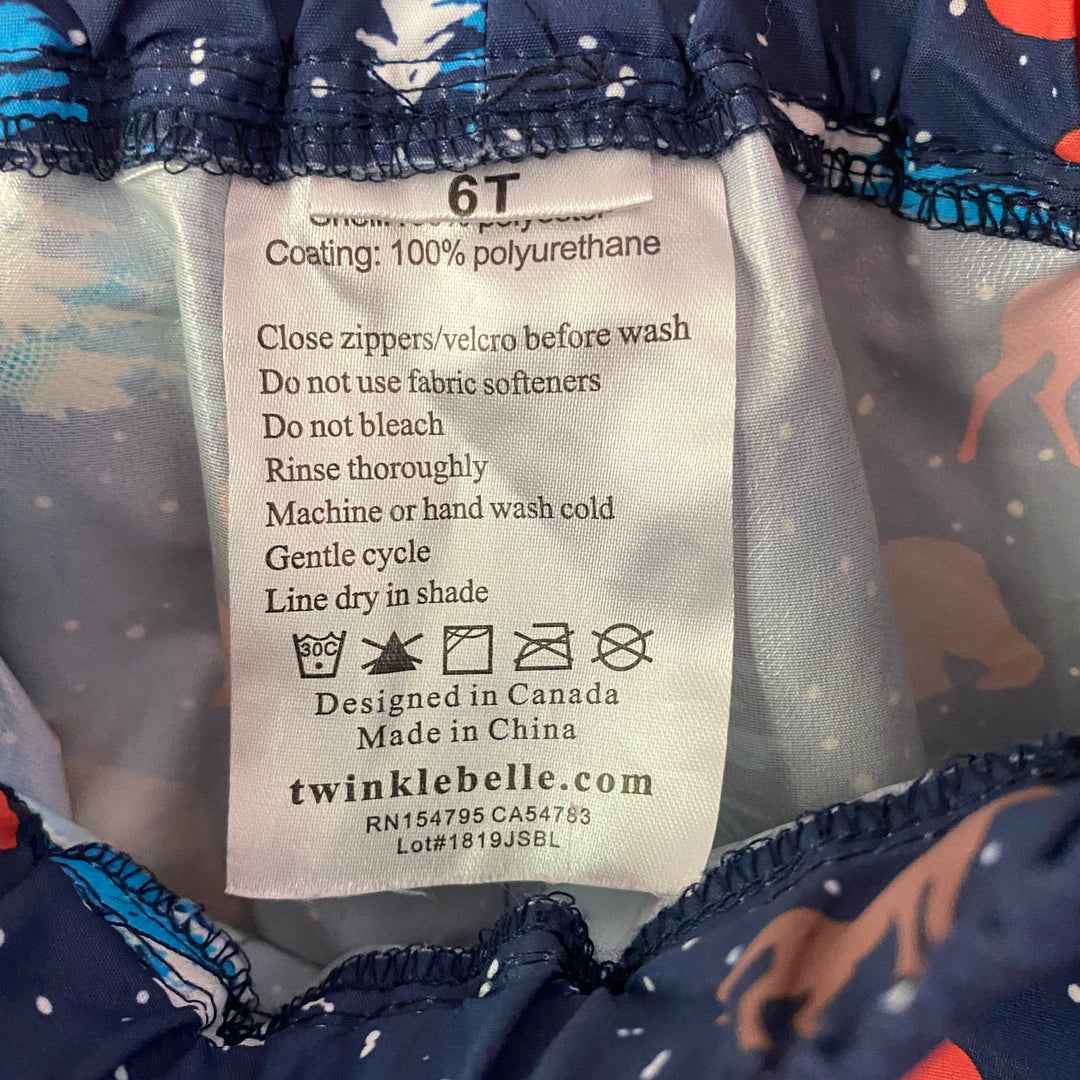 6T
Coating: 100% polyurethane
Close zippers/velcro before wash
Do not use fabric softeners
Do not bleach
Rinse thoroughly
Machine or hand wash cold
Gentle cycle
Line dry in shade
30C
Designed in Canada
Made in China
twinklebelle.com
RN154795 CA54783
Lot#1819JSBL